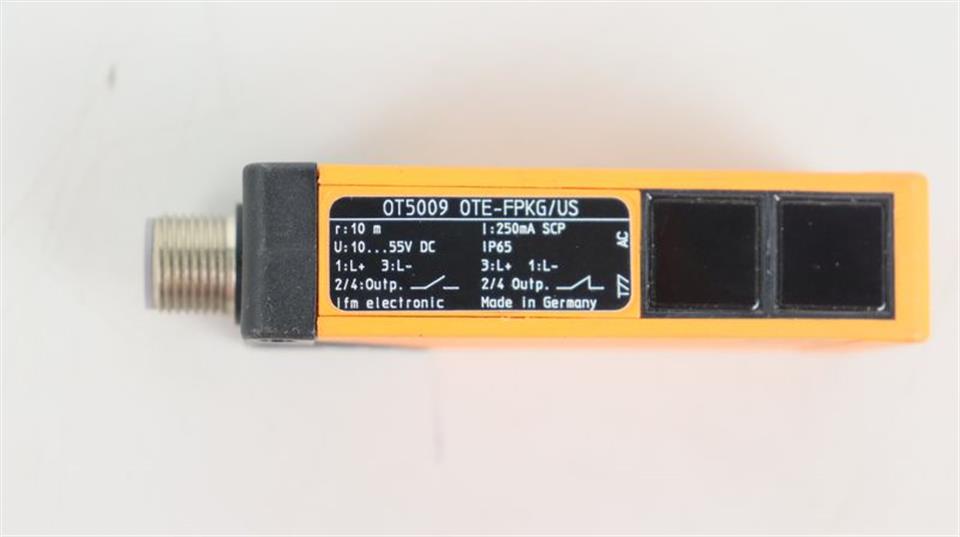 OT5009 OTE-FPKG/US
r:10 m I:250mA SCP
U:10...55V DC IP65
1:L+ 3:L- 3:L+ 1:L-
2/4:Outp. 2/4 Outp.
ifm electronic Made in Germany
AC
T77